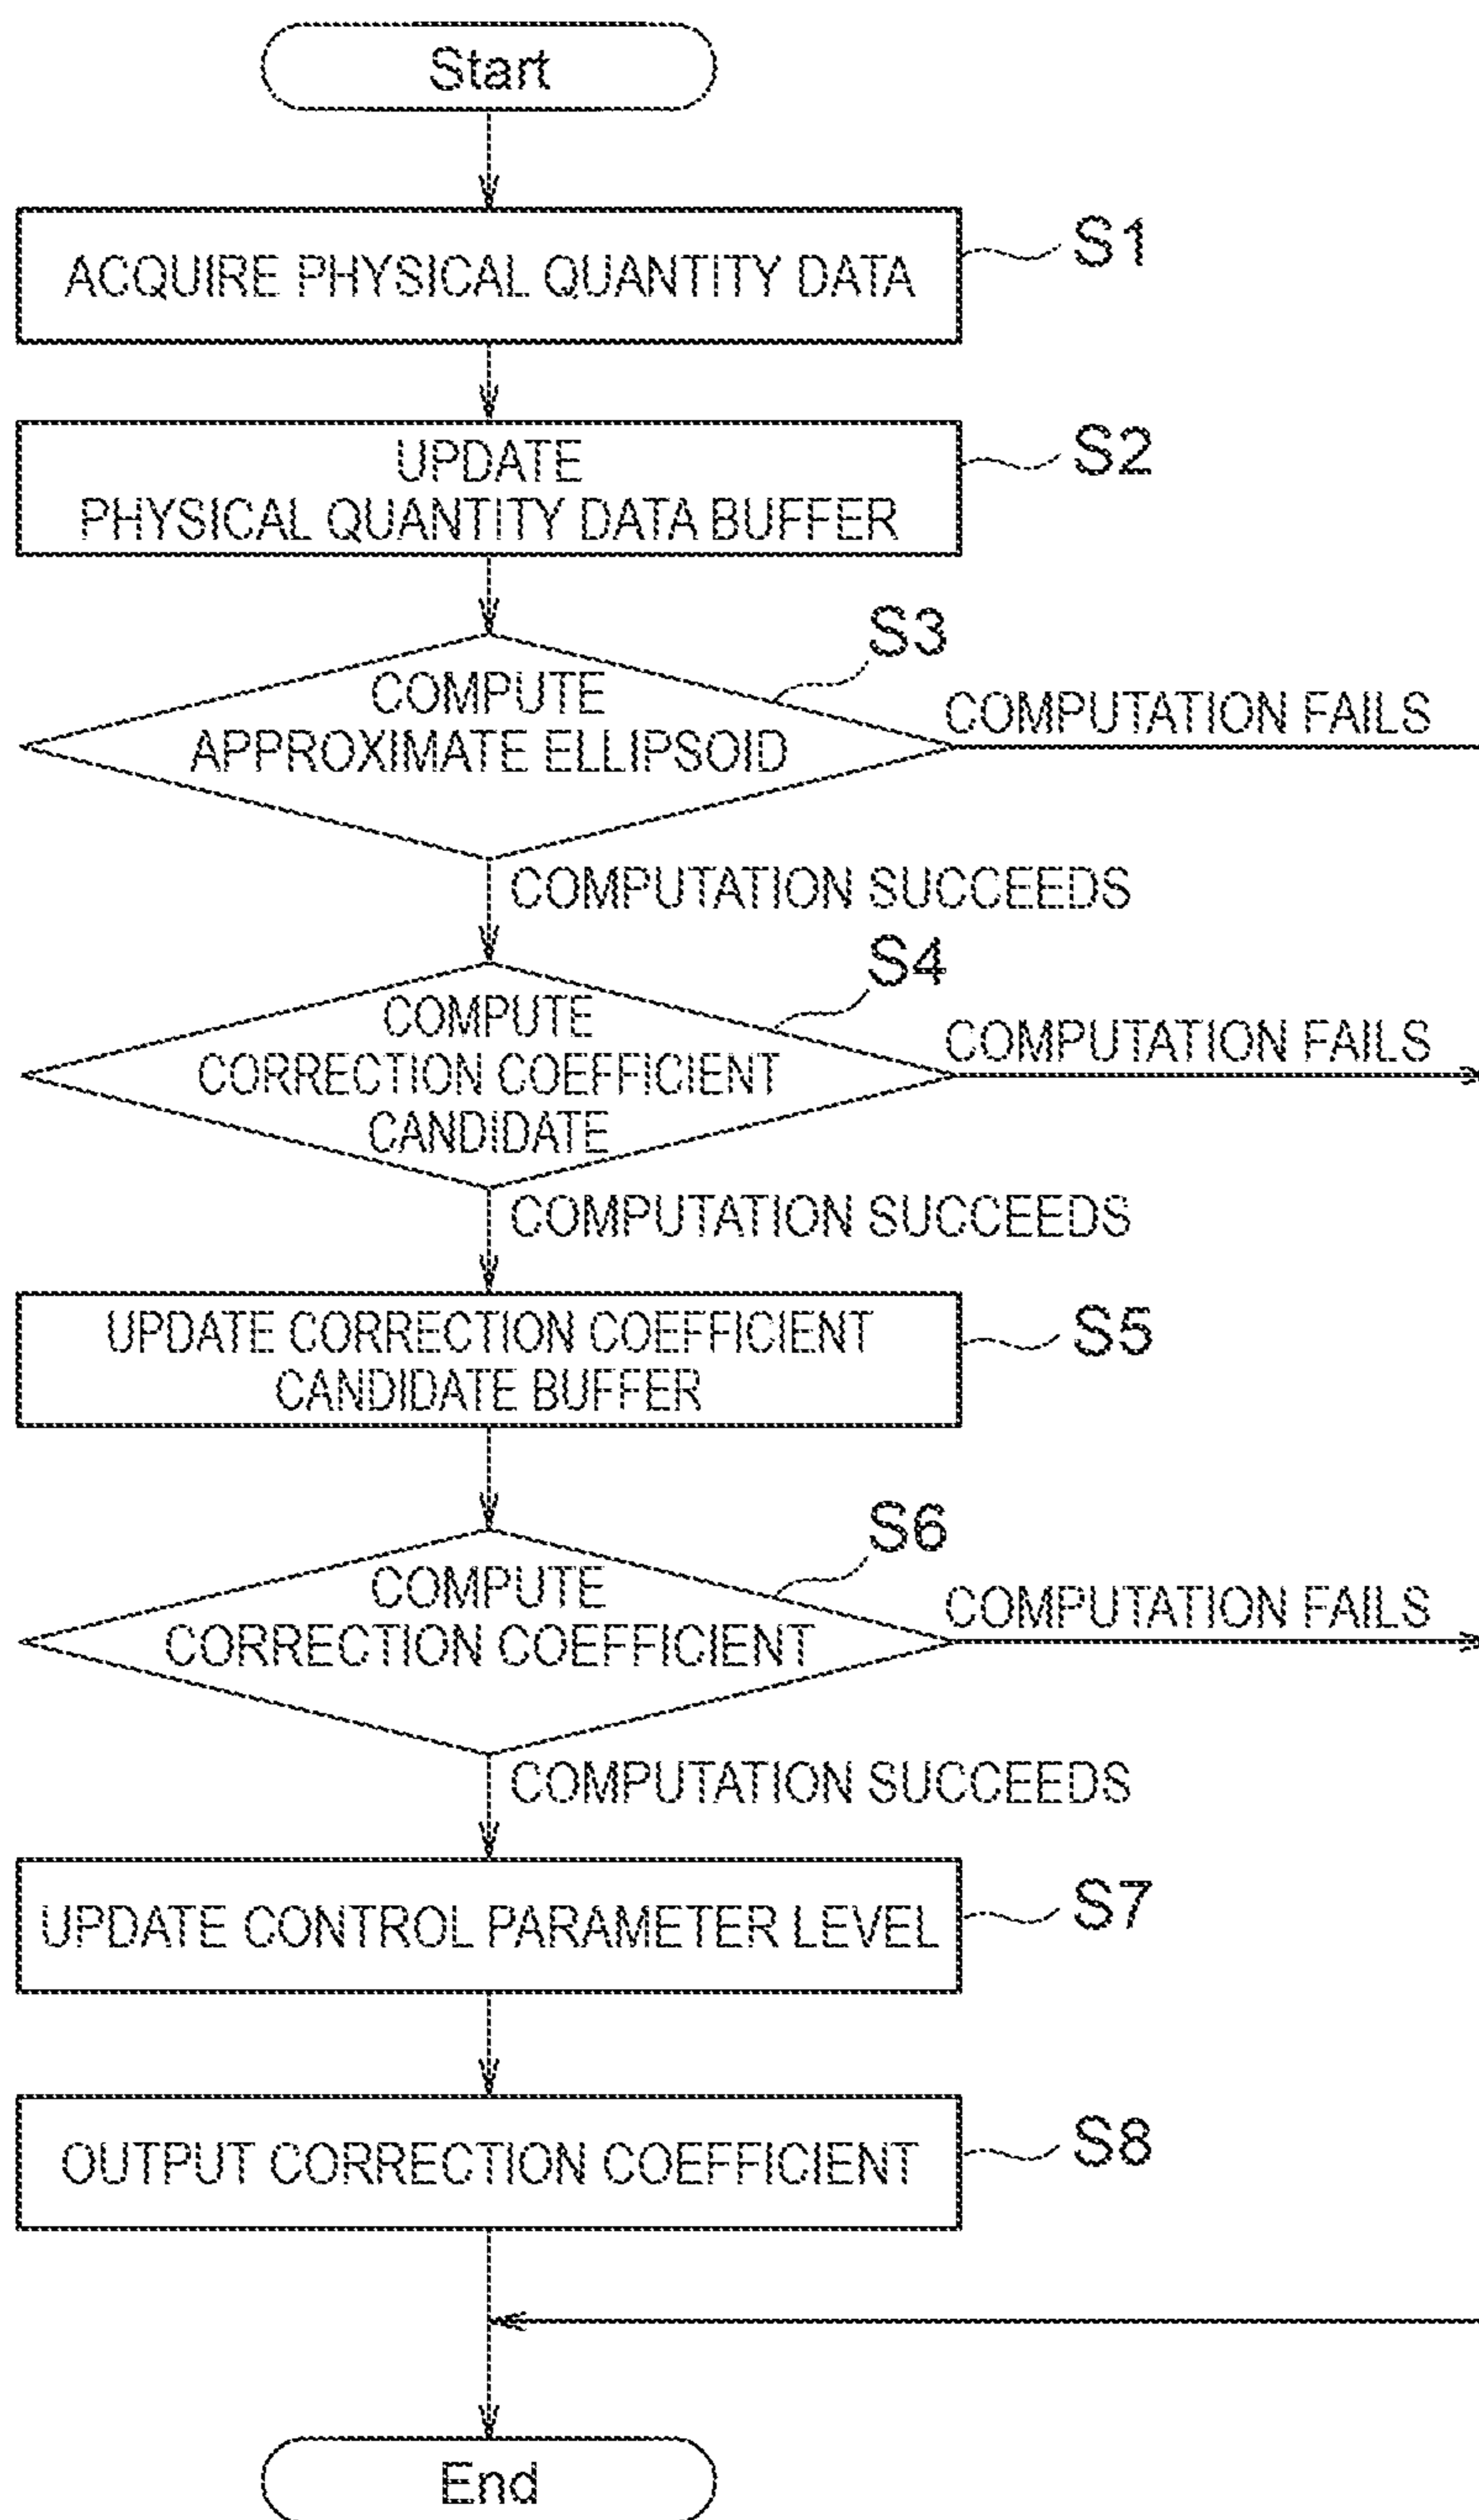 Start
ACQUIRE PHYSICAL QUANTITY DATA
S1
UPDATE
PHYSICAL QUANTITY DATA BUFFER
S2
S3
COMPUTE
APPROXIMATE ELLIPSOID
COMPUTATION FAILS
COMPUTATION SUCCEEDS
S4
COMPUTE
CORRECTION COEFFICIENT
CANDIDATE
COMPUTATION FAILS
COMPUTATION SUCCEEDS
UPDATE CORRECTION COEFFICIENT
CANDIDATE BUFFER
S5
S6
COMPUTE
CORRECTION COEFFICIENT
COMPUTATION FAILS
COMPUTATION SUCCEEDS
UPDATE CONTROL PARAMETER LEVEL
S7
OUTPUT CORRECTION COEFFICIENT
S8
End